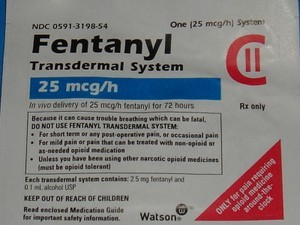 NDC 0591-3198-54
One (25 mcg/h) System
Fentanyl
Transdermal System
CII
25 mcg/h
In vivo delivery of 25 mcg/h fentanyl for 72 hours
Rx only
Because it can cause trouble breathing which can be fatal,
DO NOT USE FENTANYL TRANSDERMAL SYSTEM:
• For short term or any post-operative pain, or occasional pain
• For mild pain or pain that can be treated with non-opioid or
as-needed opioid medication
• Unless you have been using other narcotic opioid medicines
(must be opioid tolerant)
Each transdermal system contains: 2.5 mg fentanyl and
0.1 mL alcohol USP
KEEP OUT OF REACH OF CHILDREN
Read enclosed Medication Guide
for important safety information.
Watson
ONLY for pain requiring
opioid medicine
around-the-
clock